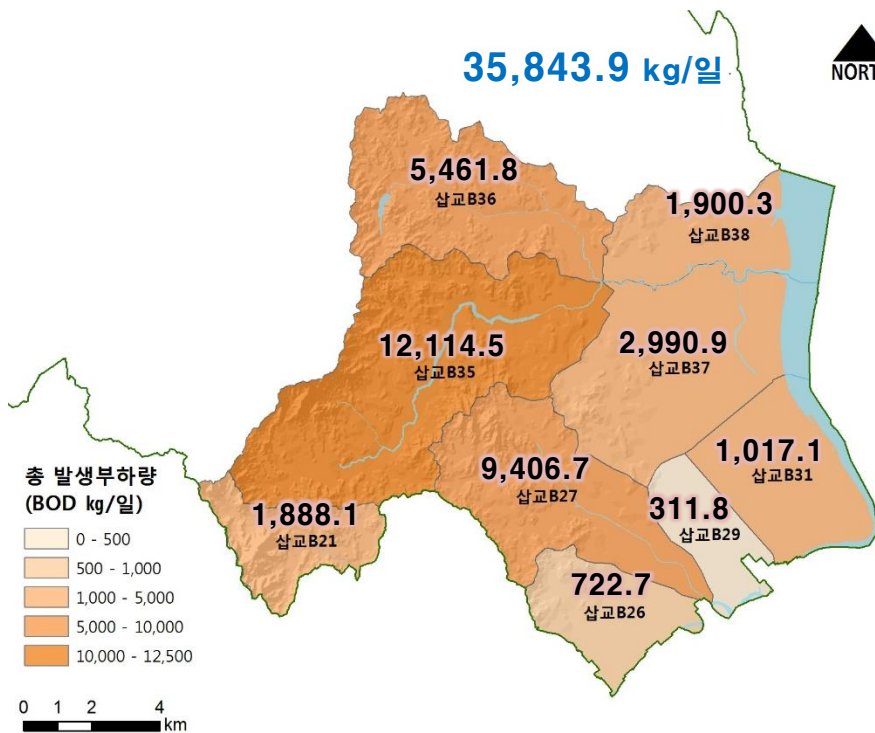 35,843.9 kg/일
NORT
5,461.8
삽교B36
1,900.3
삽교B38
12,114.5
삽교B35
2,990.9
삽교B37
9,406.7
삽교B27
1,017.1
삽교B31
311.8
삽교B29
1,888.1
삽교B21
722.7
삽교B26
총 발생부하량
(BOD kg/일)
0 - 500
500 - 1,000
1,000 - 5,000
5,000 - 10,000
10,000 - 12,500
0 1 2 4
km